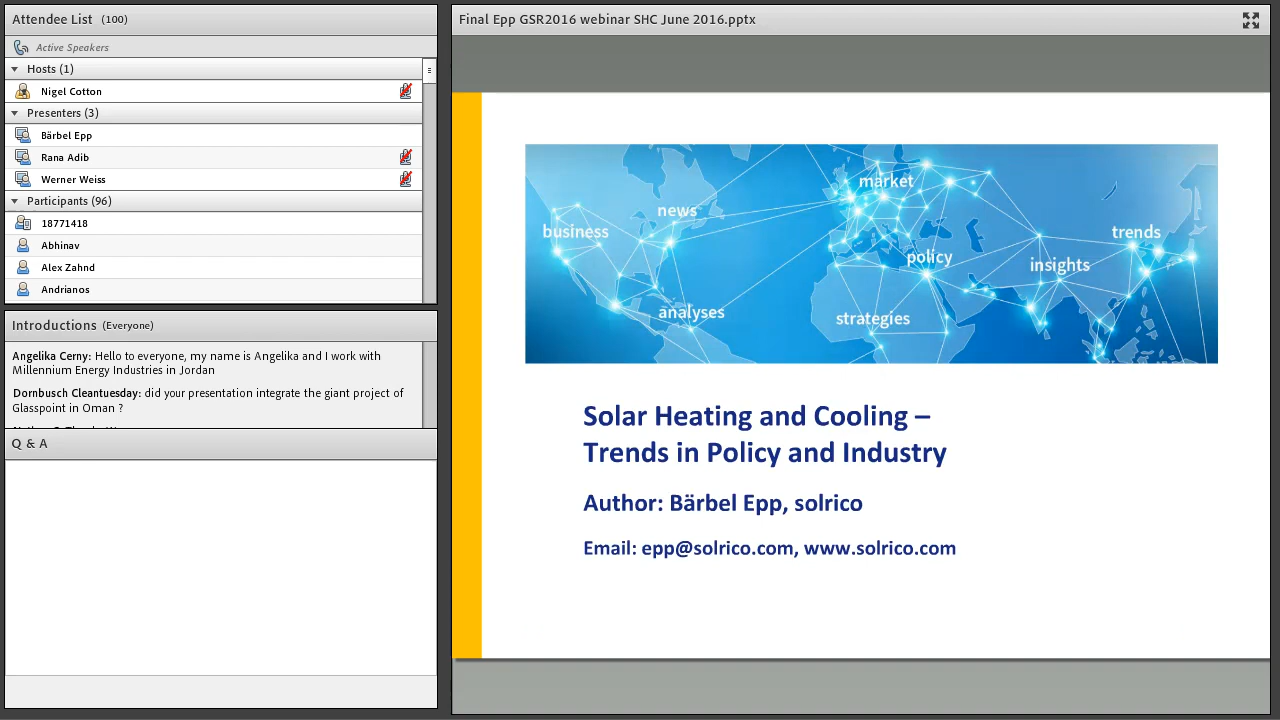 Attendee List (100)
Active Speakers
Hosts (1)
Nigel Cotton
Presenters (3)
Bärbel Epp
Rana Adib
Werner Weiss
Participants (96)
18771418
Abhinav
Alex Zahnd
Andrianos
Introductions (Everyone)
Angelika Cerny: Hello to everyone, my name is Angelika and I work with
Millennium Energy Industries in Jordan
Dornbusch Cleantuesday: did your presentation integrate the giant project of
Glasspoint in Oman ?
Q & A
Final Epp GSR2016 webinar SHC June 2016.pptx
market
news
business
trends
policy
insights
analyses
strategies
Solar Heating and Cooling –
Trends in Policy and Industry
Author: Bärbel Epp, solrico
Email: epp@solrico.com, www.solrico.com